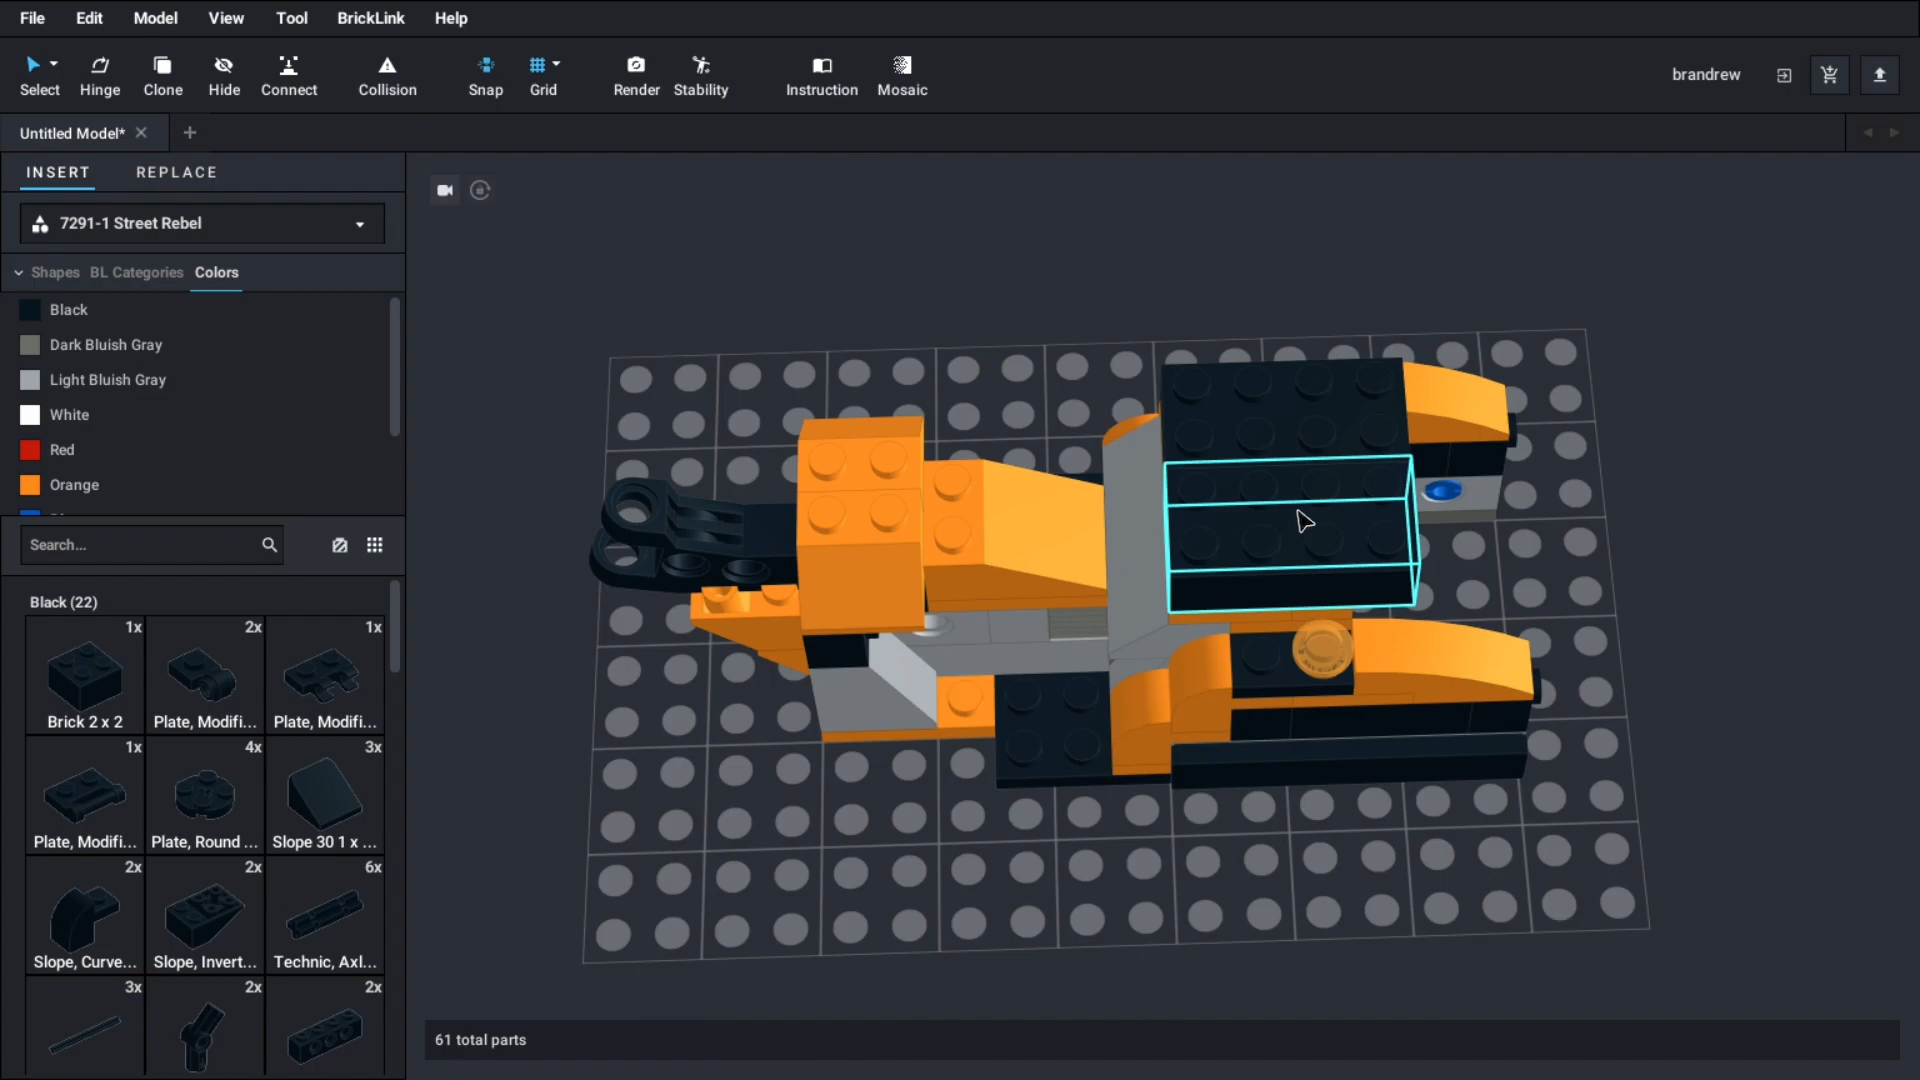 File Edit Model View Tool BrickLink Help
Select Hinge Clone Hide Connect Collision Snap Grid Render Stability Instruction Mosaic
brandrew
Untitled Model*
INSERT REPLACE
7291-1 Street Rebel
Shapes BL Categories Colors
Black
Dark Bluish Gray
Light Bluish Gray
White
Red
Orange
Search...
Black (22)
1x 2x 1x
Brick 2 x 2 Plate, Modifi... Plate, Modifi...
1x 4x 3x
Plate, Modifi... Plate, Round ... Slope 30 1 x ...
2x 2x 6x
Slope, Curve... Slope, Invert... Technic, Axl...
3x 2x 2x
61 total parts